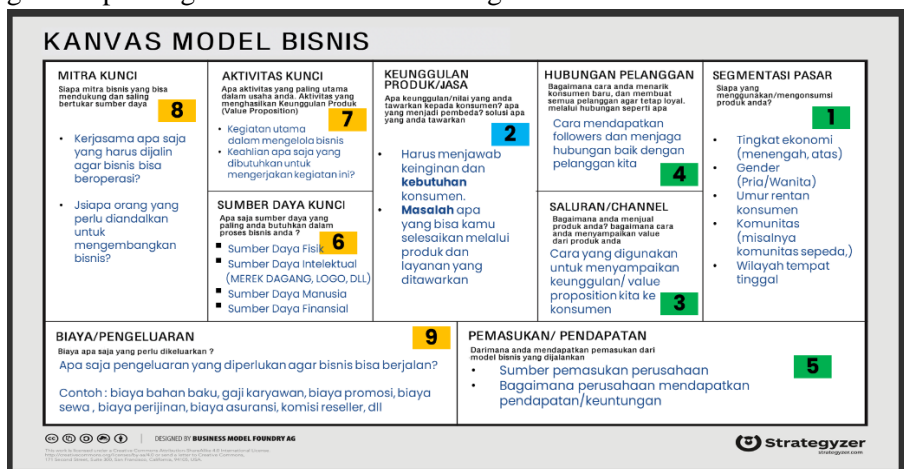 KANVAS MODEL BISNIS
MITRA KUNCI
Siapa mitra bisnis yang bisa
mendukung dan saling
bertukar sumber daya
8
• Kerjasama apa saja
yang harus dijalin
agar bisnis bisa
beroperasi?
• Jsiapa orang yang
perlu diandalkan
untuk
mengembangkan
bisnis?
AKTIVITAS KUNCI
Apa aktivitas yang paling utama
dalam usaha anda. Aktivitas yang
menghasilkan Keunggulan Produk
(Value Proposition)
7
• Kegiatan utama
dalam mengelola bisnis
• Keahlian apa saja yang
dibutuhkan untuk
mengerjakan kegiatan ini?
SUMBER DAYA KUNCI
Apa saja sumber daya yang
paling anda butuhkan dalam
proses bisnis anda ?
6
▪ Sumber Daya Fisik
▪ Sumber Daya Intelektual
(MEREK DAGANG, LOGO, DLL)
▪ Sumber Daya Manusia
▪ Sumber Daya Finansial
KEUNGGULAN
PRODUK/JASA
Apa keunggulan/nilai yang anda
tawarkan kepada konsumen? apa
yang menjadi pembeda? solusi apa
yang anda tawarkan
2
• Harus menjawab
keinginan dan
kebutuhan
konsumen.
• Masalah apa
yang bisa kamu
selesaikan melalui
produk dan
layanan yang
ditawarkan
HUBUNGAN PELANGGAN
Bagaimana cara anda menarik
konsumen baru, dan membuat
semua pelanggan agar tetap loyal.
melalui hubungan seperti apa
Cara mendapatkan
followers dan menjaga
hubungan baik dengan
pelanggan kita
4
SALURAN/CHANNEL
Bagaimana anda menjual
produk anda? bagaimana cara
anda menyampaikan value
dari produk anda
Cara yang digunakan
untuk menyampaikan
keunggulan/ value
proposition kita ke
konsumen
3
SEGMENTASI PASAR
Siapa yang
menggunakan/mengonsumsi
produk anda?
1
• Tingkat ekonomi
(menengah, atas)
• Gender
(Pria/Wanita)
• Umur rentan
konsumen
• Komunitas
(misalnya
komunitas sepeda,)
• Wilayah tempat
tinggal
BIAYA/PENGELUARAN
9
Biaya apa saja yang perlu dikeluarkan ?
Apa saja pengeluaran yang diperlukan agar bisnis bisa berjalan?
Contoh : biaya bahan baku, gaji karyawan, biaya promosi, biaya
sewa , biaya perijinan, biaya asuransi, komisi reseller, dll
PEMASUKAN/ PENDAPATAN
Darimana anda mendapatkan pemasukan dari
model bisnis yang dijalankan
5
• Sumber pemasukan perusahaan
• Bagaimana perusahaan mendapatkan
pendapatan/keuntungan
DESIGNED BY BUSINESS MODEL FOUNDRY AG
Strategyzer
strategyzer.com